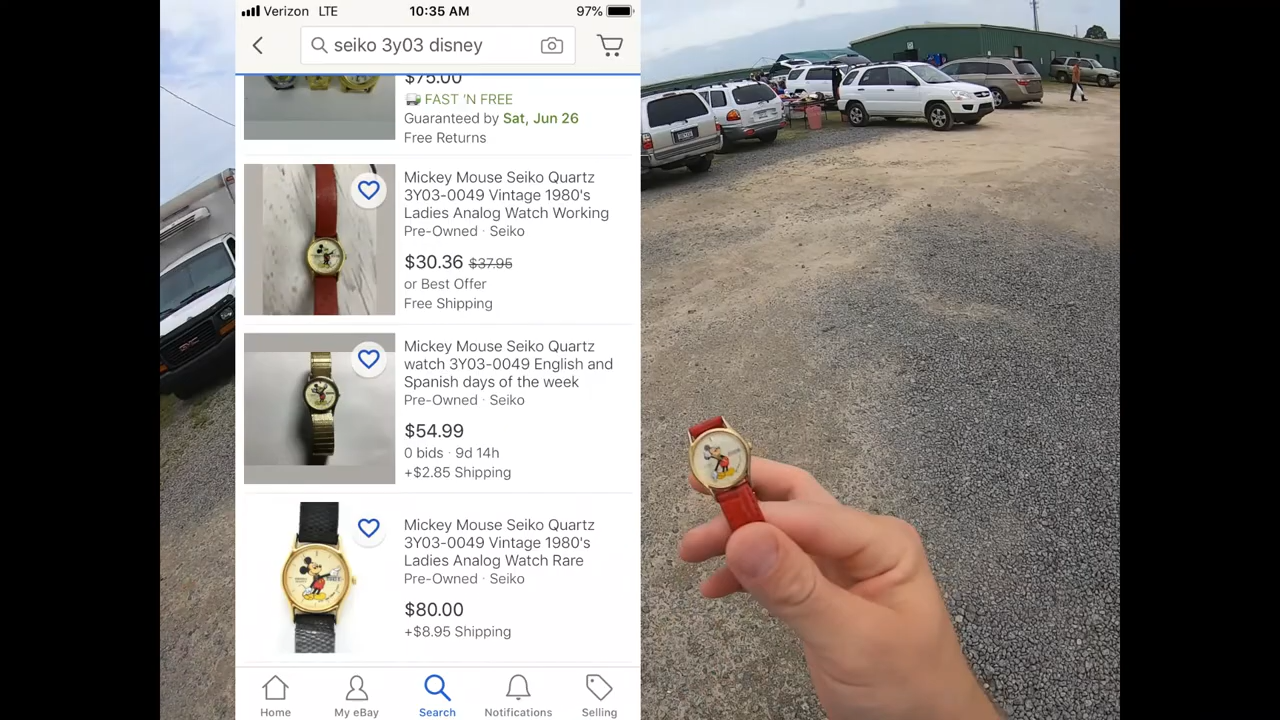 Verizon LTE 10:35 AM 97%
seiko 3y03 disney
$75.00
FAST 'N FREE
Guaranteed by Sat, Jun 26
Free Returns
Mickey Mouse Seiko Quartz
3Y03-0049 Vintage 1980's
Ladies Analog Watch Working
Pre-Owned · Seiko
$30.36 $37.95
or Best Offer
Free Shipping
Mickey Mouse Seiko Quartz
watch 3Y03-0049 English and
Spanish days of the week
Pre-Owned · Seiko
$54.99
0 bids · 9d 14h
+$2.85 Shipping
Mickey Mouse Seiko Quartz
3Y03-0049 Vintage 1980's
Ladies Analog Watch Rare
Pre-Owned · Seiko
$80.00
+$8.95 Shipping
Home My eBay Search Notifications Selling
GMC